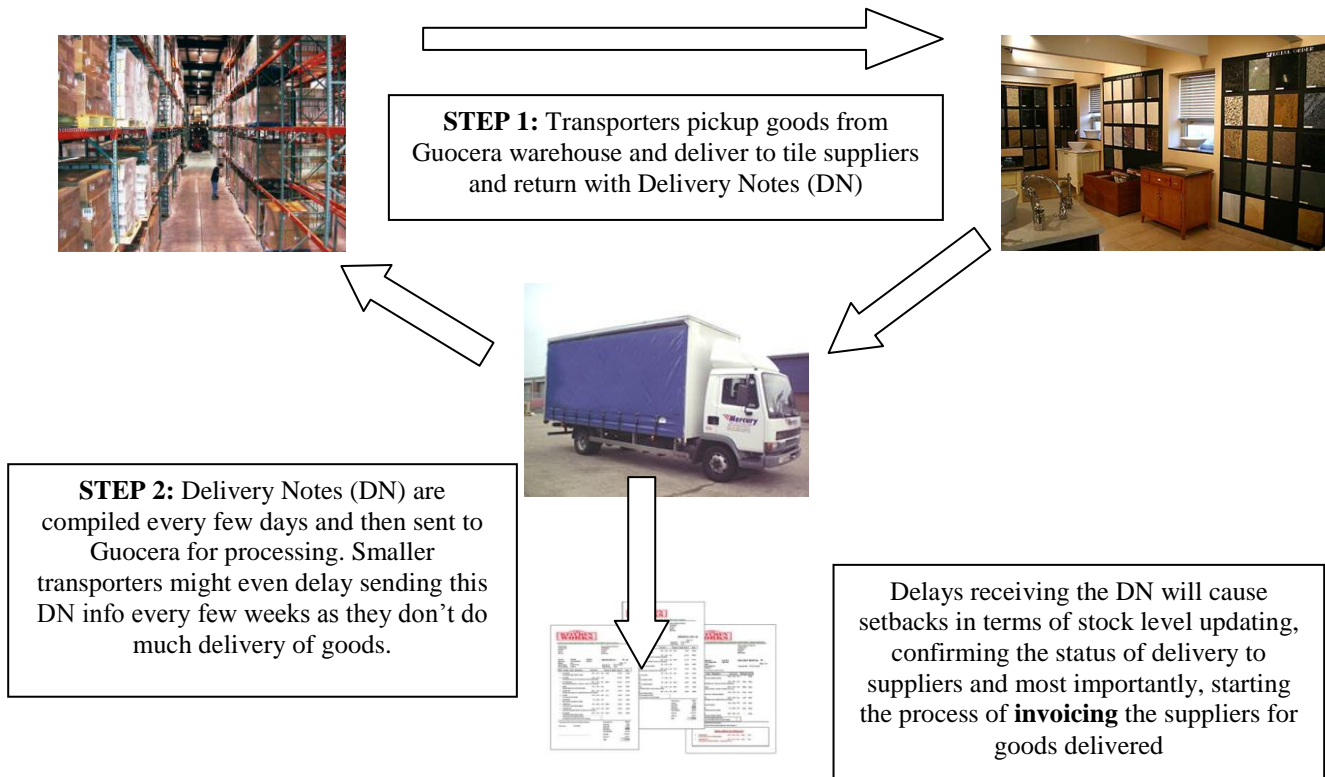 SPECIAL ORDER
STEP 1: Transporters pickup goods from
Guocera warehouse and deliver to tile suppliers
and return with Delivery Notes (DN)
Mercury
STEP 2: Delivery Notes (DN) are
compiled every few days and then sent to
Guocera for processing. Smaller
transporters might even delay sending this
DN info every few weeks as they don’t do
much delivery of goods.
KITCHEN
WORKS
Delays receiving the DN will cause
setbacks in terms of stock level updating,
confirming the status of delivery to
suppliers and most importantly, starting
the process of invoicing the suppliers for
goods delivered